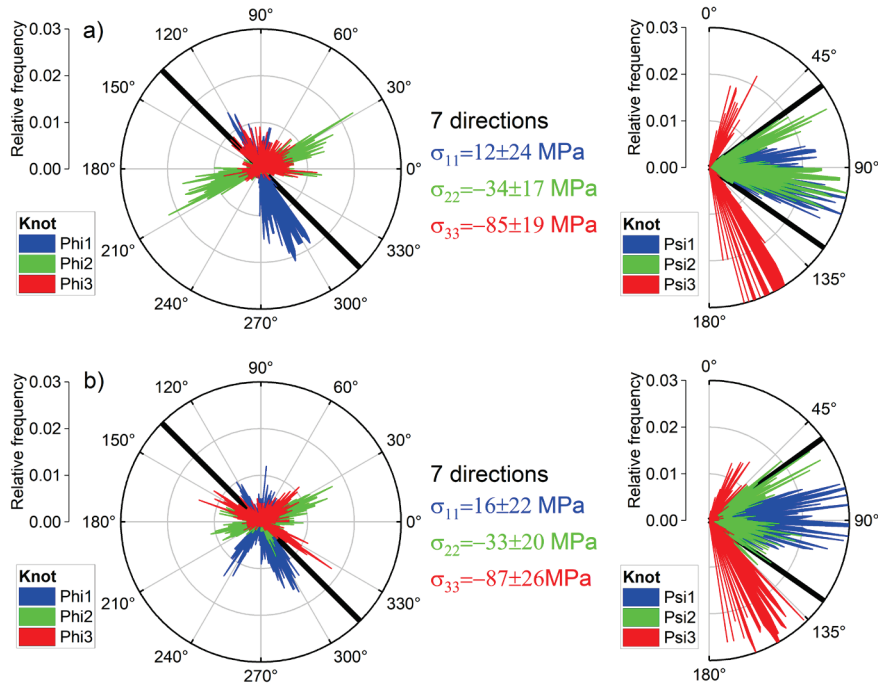 a)
Relative frequency
0.03
0.02
0.01
0.00
90°
120°
60°
150°
30°
180°
0°
210°
330°
240°
300°
270°
Knot
Phi1
Phi2
Phi3
7 directions
σ11=12±24 MPa
σ22=−34±17 MPa
σ33=−85±19 MPa
Relative frequency
0.03
0.02
0.01
0.00
0°
45°
90°
135°
180°
Knot
Psi1
Psi2
Psi3
b)
Relative frequency
0.03
0.02
0.01
0.00
90°
120°
60°
150°
30°
180°
0°
210°
330°
240°
300°
270°
Knot
Phi1
Phi2
Phi3
7 directions
σ11=16±22 MPa
σ22=−33±20 MPa
σ33=−87±26MPa
Relative frequency
0.03
0.02
0.01
0.00
0°
45°
90°
135°
180°
Knot
Psi1
Psi2
Psi3